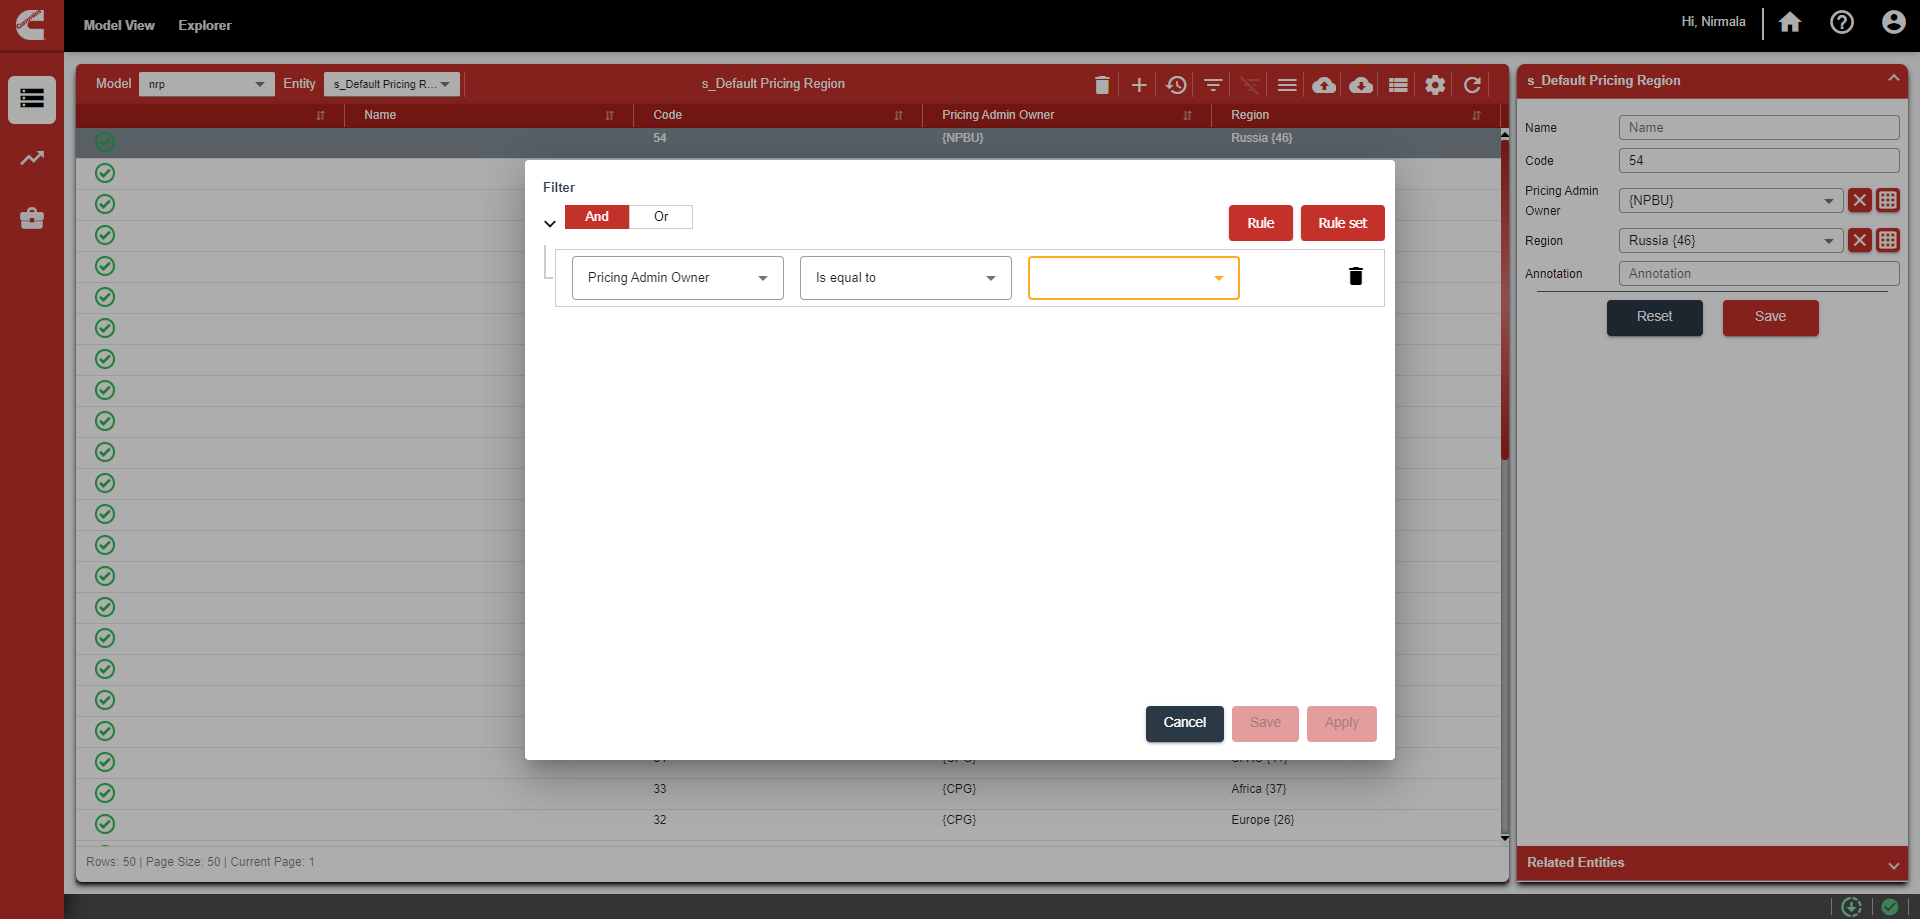 Model View Explorer Hi, Nirmala
Model nrp Entity s_Default Pricing R... s_Default Pricing Region
Name Code Pricing Admin Owner Region
54 {NPBU} Russia {46}
Filter
And Or
Rule Rule set
Pricing Admin Owner Is equal to
Cancel Save Apply
33 {CPG} Africa {37}
32 {CPG} Europe {26}
Rows: 50 | Page Size: 50 | Current Page: 1
s_Default Pricing Region
Name Name
Code 54
Pricing Admin
Owner {NPBU}
Region Russia {46}
Annotation Annotation
Reset Save
Related Entities